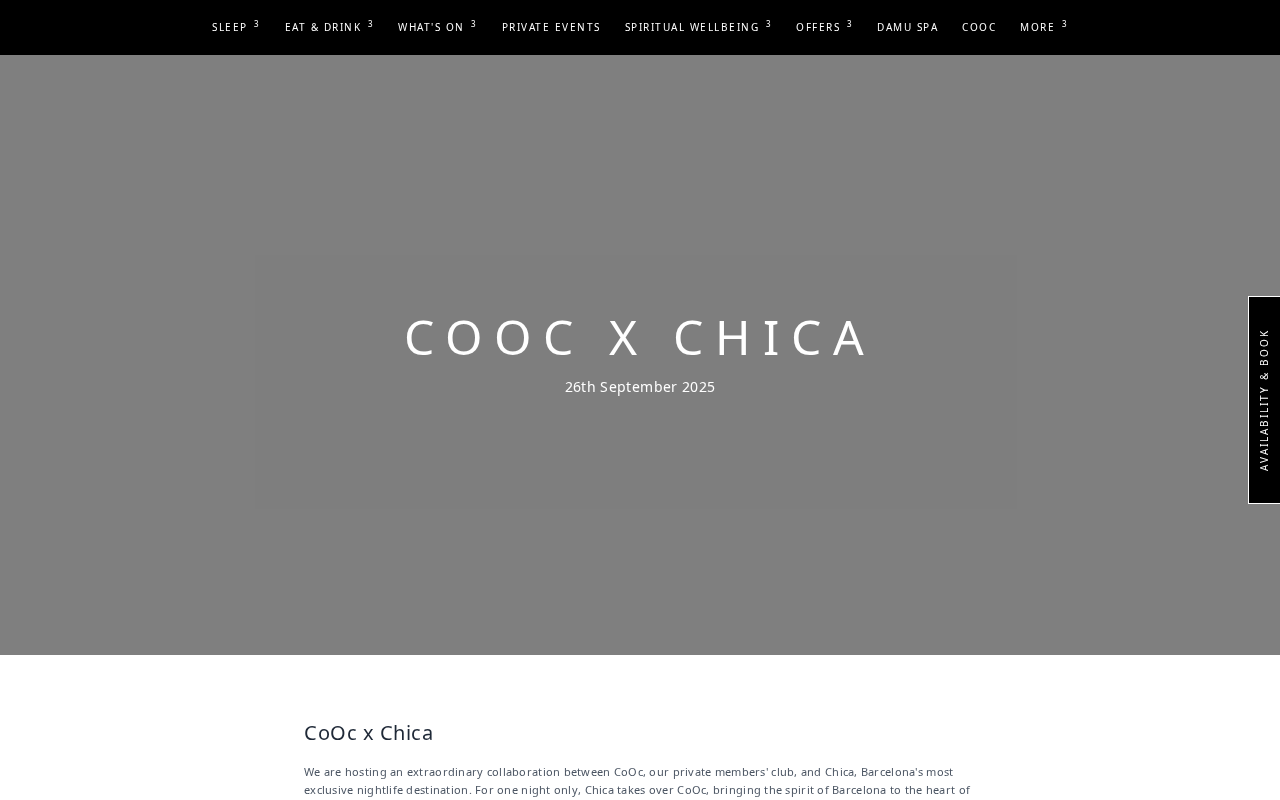 SLEEP 3 EAT & DRINK 3 WHAT'S ON 3 PRIVATE EVENTS SPIRITUAL WELLBEING 3 OFFERS 3 DAMU SPA COOC MORE 3
COOC X CHICA
26th September 2025
AVAILABILITY & BOOK
CoOc x Chica
We are hosting an extraordinary collaboration between CoOc, our private members' club, and Chica, Barcelona's most
exclusive nightlife destination. For one night only, Chica takes over CoOc, bringing the spirit of Barcelona to the heart of